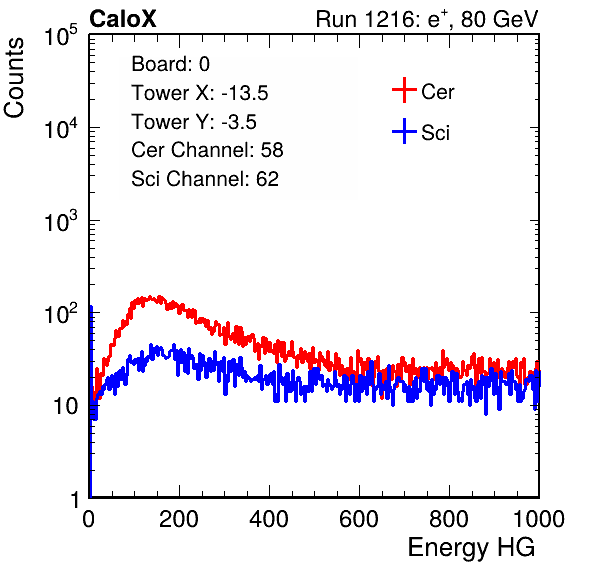 CaloX Run 1216: e⁺, 80 GeV
Counts
Board: 0
Tower X: -13.5
Tower Y: -3.5
Cer Channel: 58
Sci Channel: 62
Cer
Sci
10⁵
10⁴
10³
10²
10
1
0 200 400 600 800 1000
Energy HG